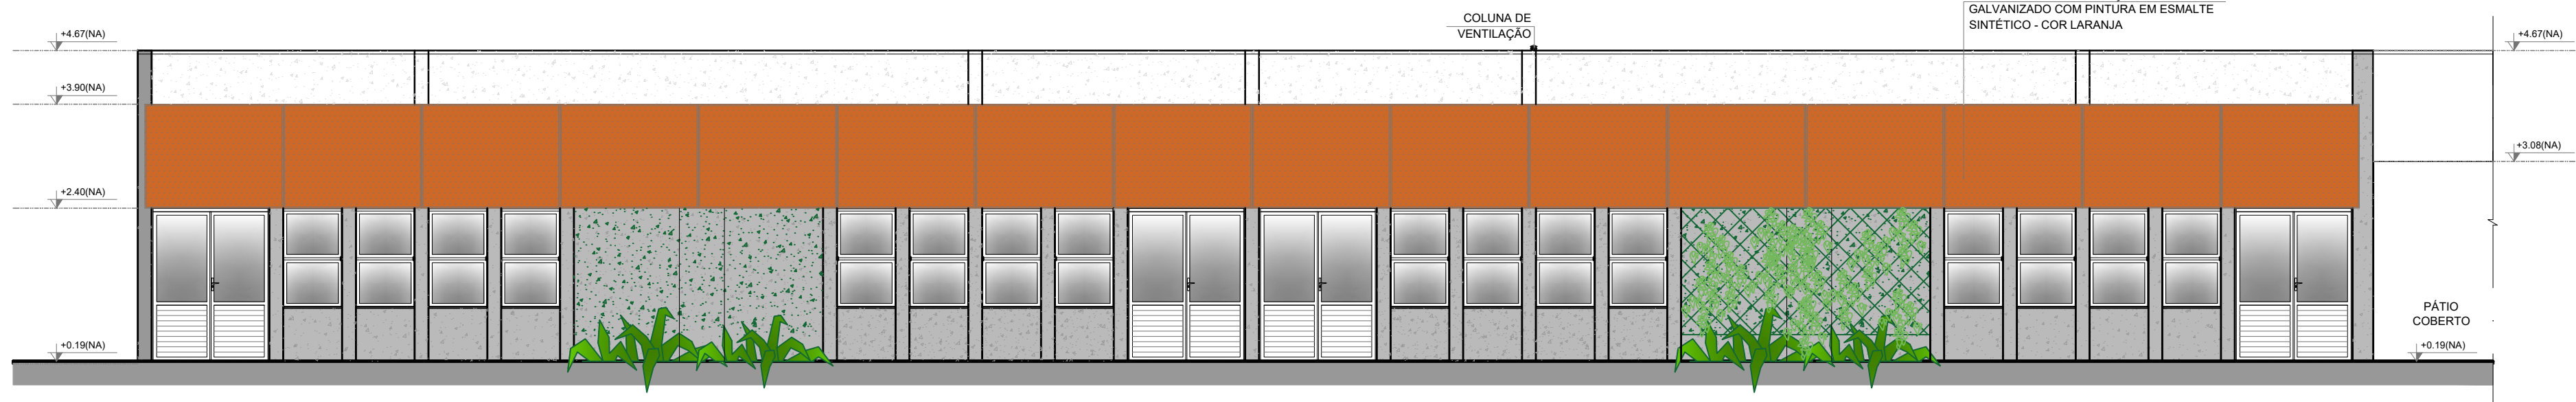 GALVANIZADO COM PINTURA EM ESMALTE
SINTÉTICO - COR LARANJA
COLUNA DE
VENTILAÇÃO
+4.67(NA)
+4.67(NA)
+3.90(NA)
+3.08(NA)
+2.40(NA)
PÁTIO
COBERTO
+0.19(NA)
+0.19(NA)